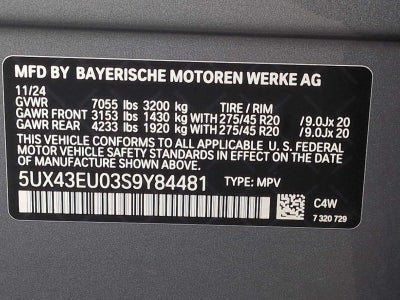 MFD BY BAYERISCHE MOTOREN WERKE AG
11/24
GVWR 7055 lbs 3200 kg TIRE / RIM
GAWR FRONT 3153 lbs 1430 kg WITH 275/45 R20 /9.0Jx 20
GAWR REAR 4233 lbs 1920 kg WITH 275/45 R20 /9.0Jx 20
THIS VEHICLE CONFORMS TO ALL APPLICABLE U. S. FEDERAL
MOTOR VEHICLE SAFETY STANDARDS IN EFFECT ON THE DATE
OF MANUFACTURE SHOWN ABOVE.
5UX43EU03S9Y84481 TYPE: MPV
C4W
7 320 729